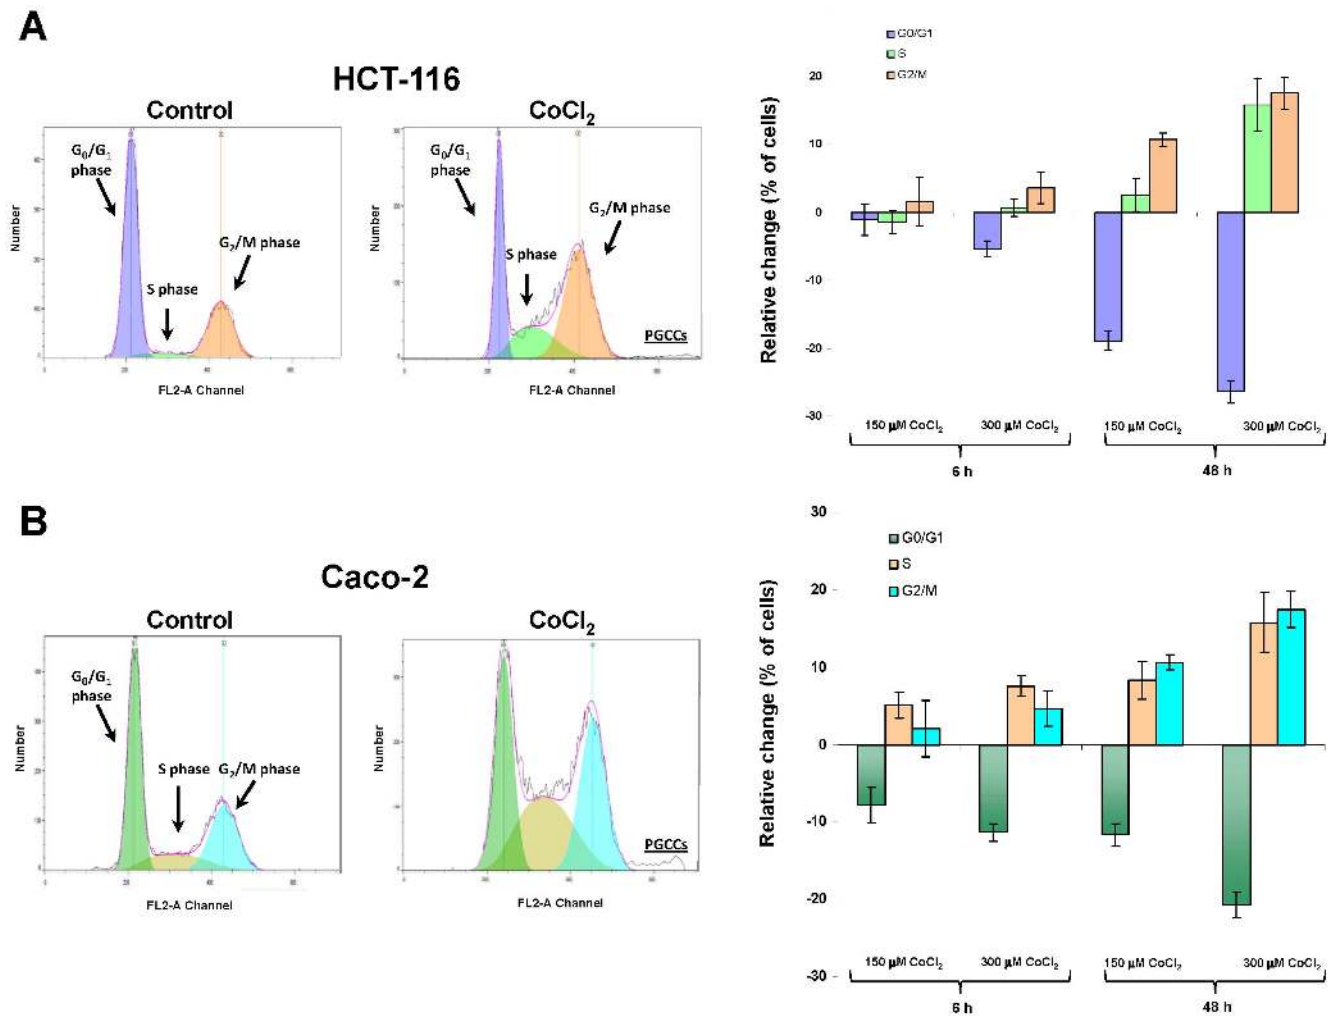 A
HCT-116
Control
CoCl₂
G₀/G₁
phase
S phase
G₂/M phase
Number
FL2-A Channel
G₀/G₁
phase
S phase
G₂/M phase
PGCCs
Number
FL2-A Channel
G0/G1
S
G2/M
Relative change (% of cells)
20
10
0
-10
-20
-30
150 µM CoCl₂
300 µM CoCl₂
150 µM CoCl₂
300 µM CoCl₂
6 h
48 h
B
Caco-2
Control
CoCl₂
G₀/G₁
phase
S phase
G₂/M phase
Number
FL2-A Channel
PGCCs
Number
FL2-A Channel
G0/G1
S
G2/M
Relative change (% of cells)
30
20
10
0
-10
-20
-30
150 µM CoCl₂
300 µM CoCl₂
150 µM CoCl₂
300 µM CoCl₂
6 h
48 h